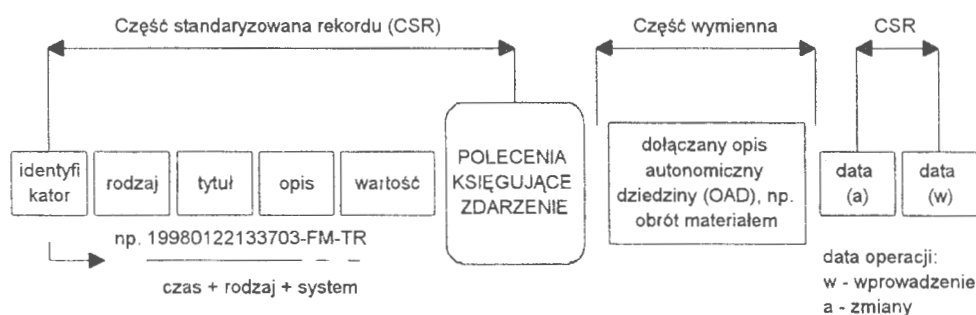 Część standaryzowana rekordu (CSR)
Część wymienna
CSR
identyfi
kator
rodzaj
tytuł
opis
wartość
POLECENIA
KSIĘGUJĄCE
ZDARZENIE
dołączany opis
autonomiczny
dziedziny (OAD), np.
obrót materiałem
data
(a)
data
(w)
np. 19980122133703-FM-TR
czas + rodzaj + system
data operacji:
w - wprowadzenie
a - zmiany